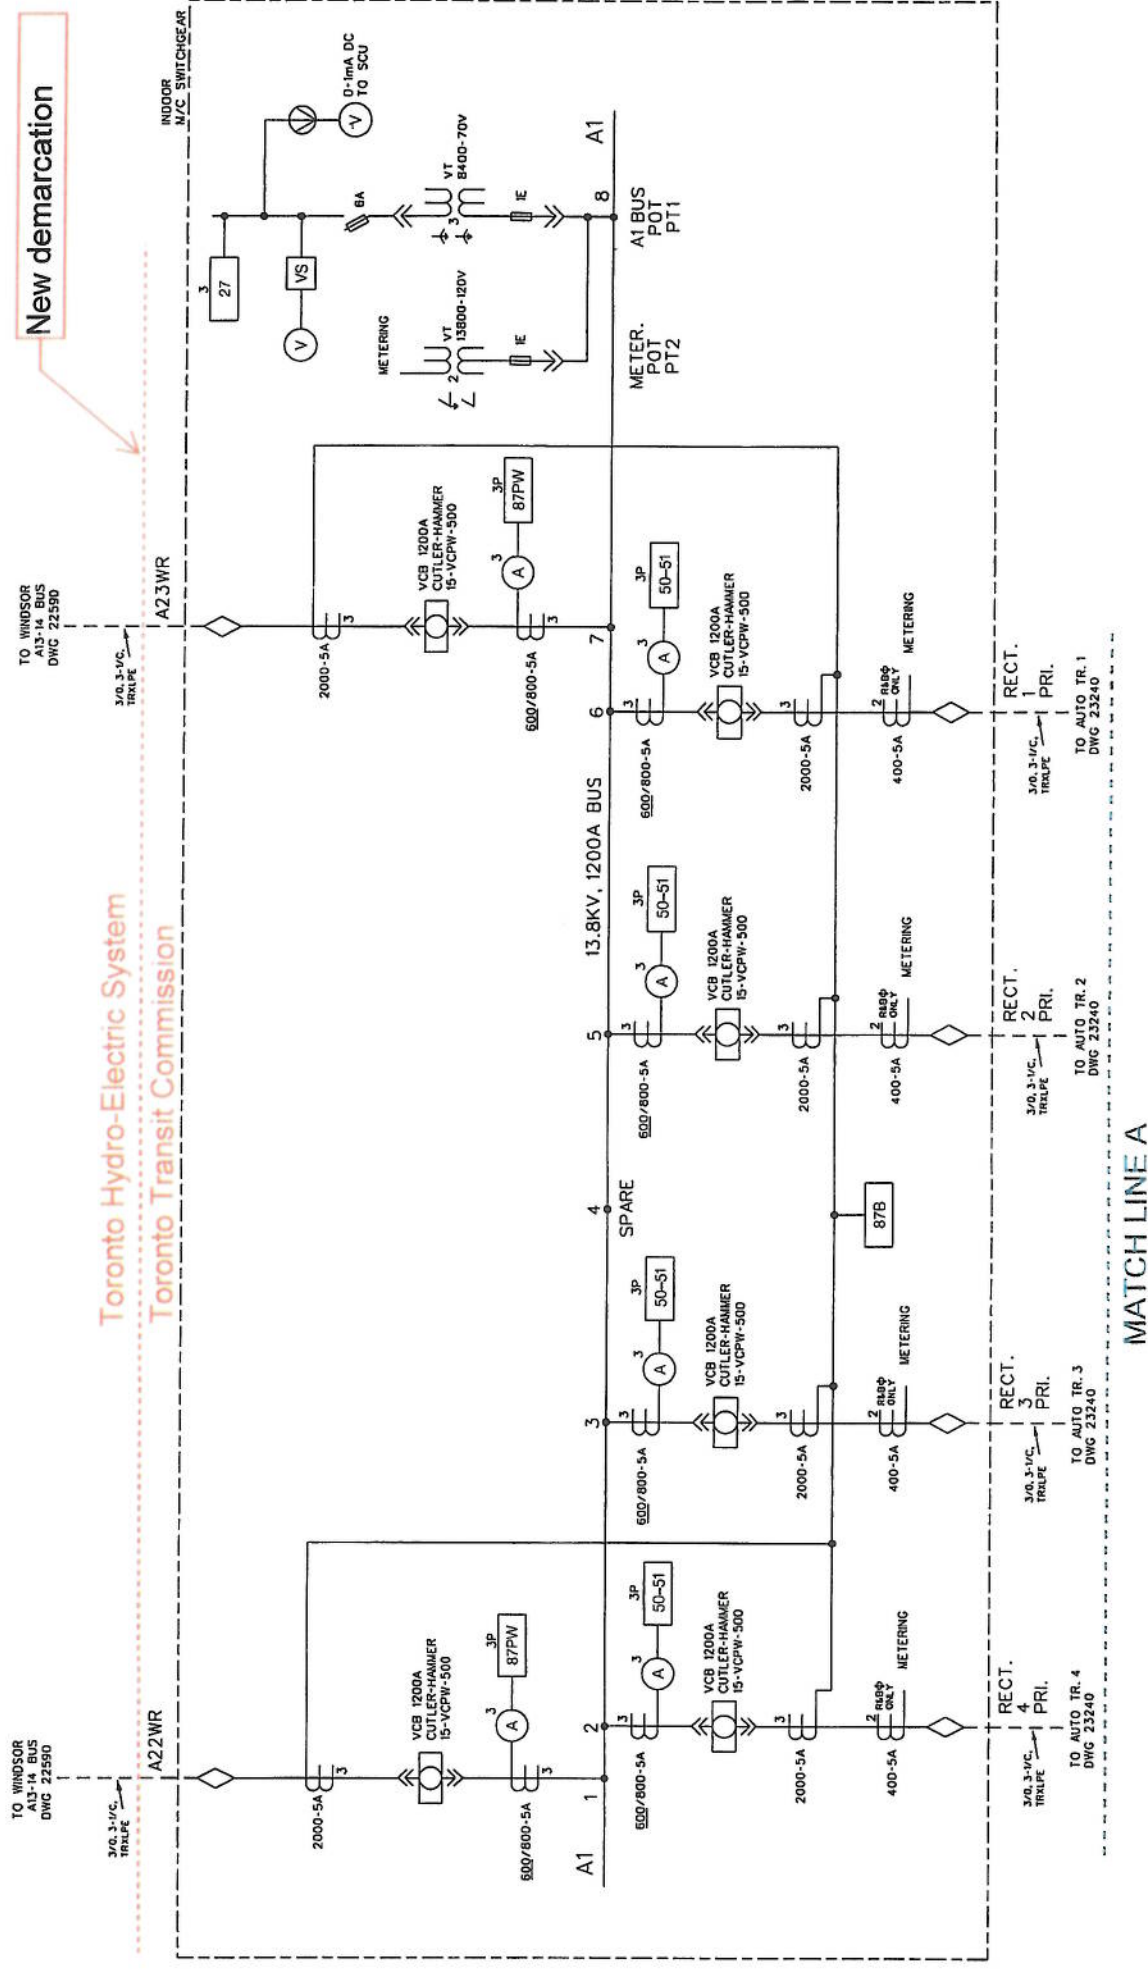 New demarcation
Toronto Hydro-Electric System
Toronto Transit Commission
INDOOR
M/C SWITCHGEAR
TO WINDSOR
A13-14 BUS
DWG 22590
3/0, 3-1/C,
TRXLPE
A22WR
2000-5A
3
VCB 1200A
CUTLER-HAMMER
15-VCPW-500
3P
87PW
3
A
3
600/800-5A
TO WINDSOR
A13-14 BUS
DWG 22590
3/0, 3-1/C,
TRXLPE
A23WR
2000-5A
3
VCB 1200A
CUTLER-HAMMER
15-VCPW-500
3P
87PW
3
A
3
600/800-5A
3
27
V
VS
0-1mA DC
TO SCU
V
6A
VT
8400-70V
3
1E
METERING
VT
13800-120V
2
1E
A1
1
2
3
4
SPARE
5
13.8KV, 1200A BUS
6
7
8
A1
METER.
POT
PT2
A1 BUS
POT
PT1
3
600/800-5A
3
A
3P
50-51
VCB 1200A
CUTLER-HAMMER
15-VCPW-500
3
2000-5A
2
R&BΦ
ONLY
METERING
400-5A
RECT.
4
PRI.
3/0, 3-1/C,
TRXLPE
TO AUTO TR. 4
DWG 23240
3
600/800-5A
3
A
3P
50-51
VCB 1200A
CUTLER-HAMMER
15-VCPW-500
3
2000-5A
2
R&BΦ
ONLY
METERING
400-5A
RECT.
3
PRI.
3/0, 3-1/C,
TRXLPE
TO AUTO TR. 3
DWG 23240
87B
3
600/800-5A
3
A
3P
50-51
VCB 1200A
CUTLER-HAMMER
15-VCPW-500
3
2000-5A
2
R&BΦ
ONLY
METERING
400-5A
RECT.
2
PRI.
3/0, 3-1/C,
TRXLPE
TO AUTO TR. 2
DWG 23240
3
600/800-5A
3
A
3P
50-51
VCB 1200A
CUTLER-HAMMER
15-VCPW-500
3
2000-5A
2
R&BΦ
ONLY
METERING
400-5A
RECT.
1
PRI.
3/0, 3-1/C,
TRXLPE
TO AUTO TR. 1
DWG 23240
MATCH LINE A